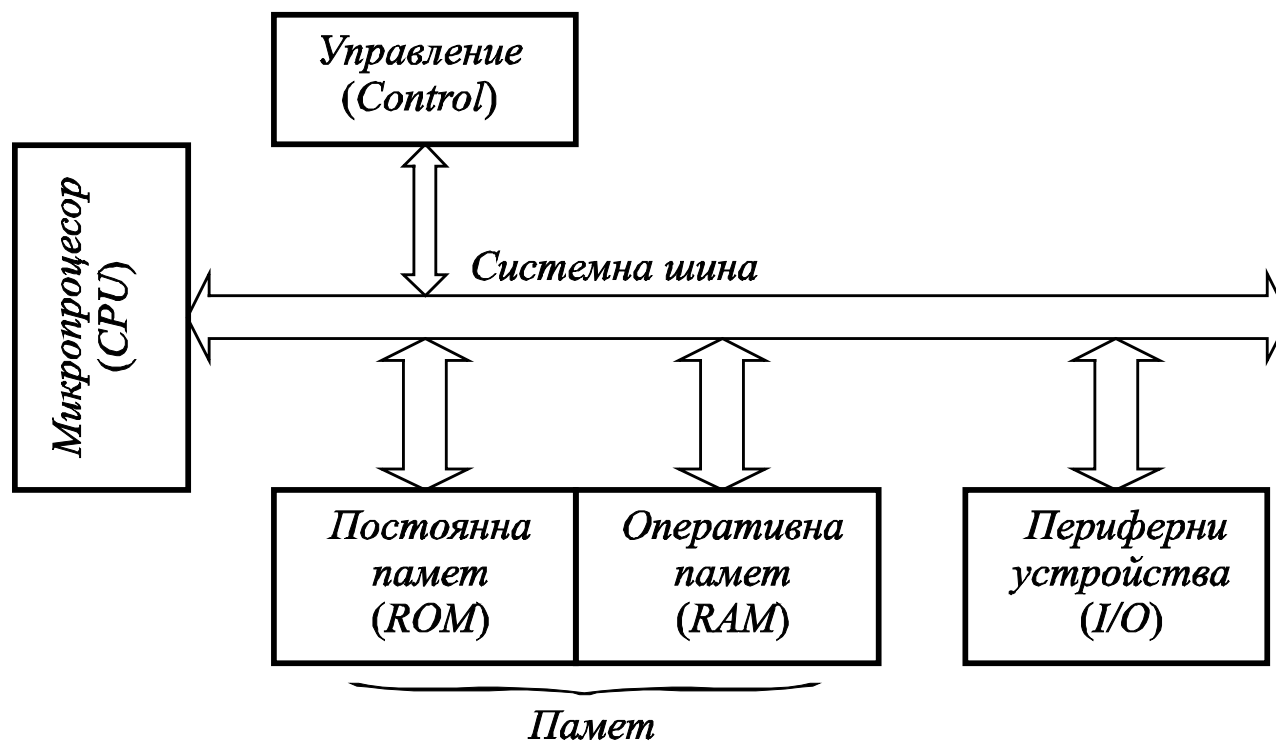 Управление
(Control)
Микропроцесор
(CPU)
Системна шина
Постоянна
памет
(ROM)
Оперативна
памет
(RAM)
Периферни
устройства
(I/O)
Памет